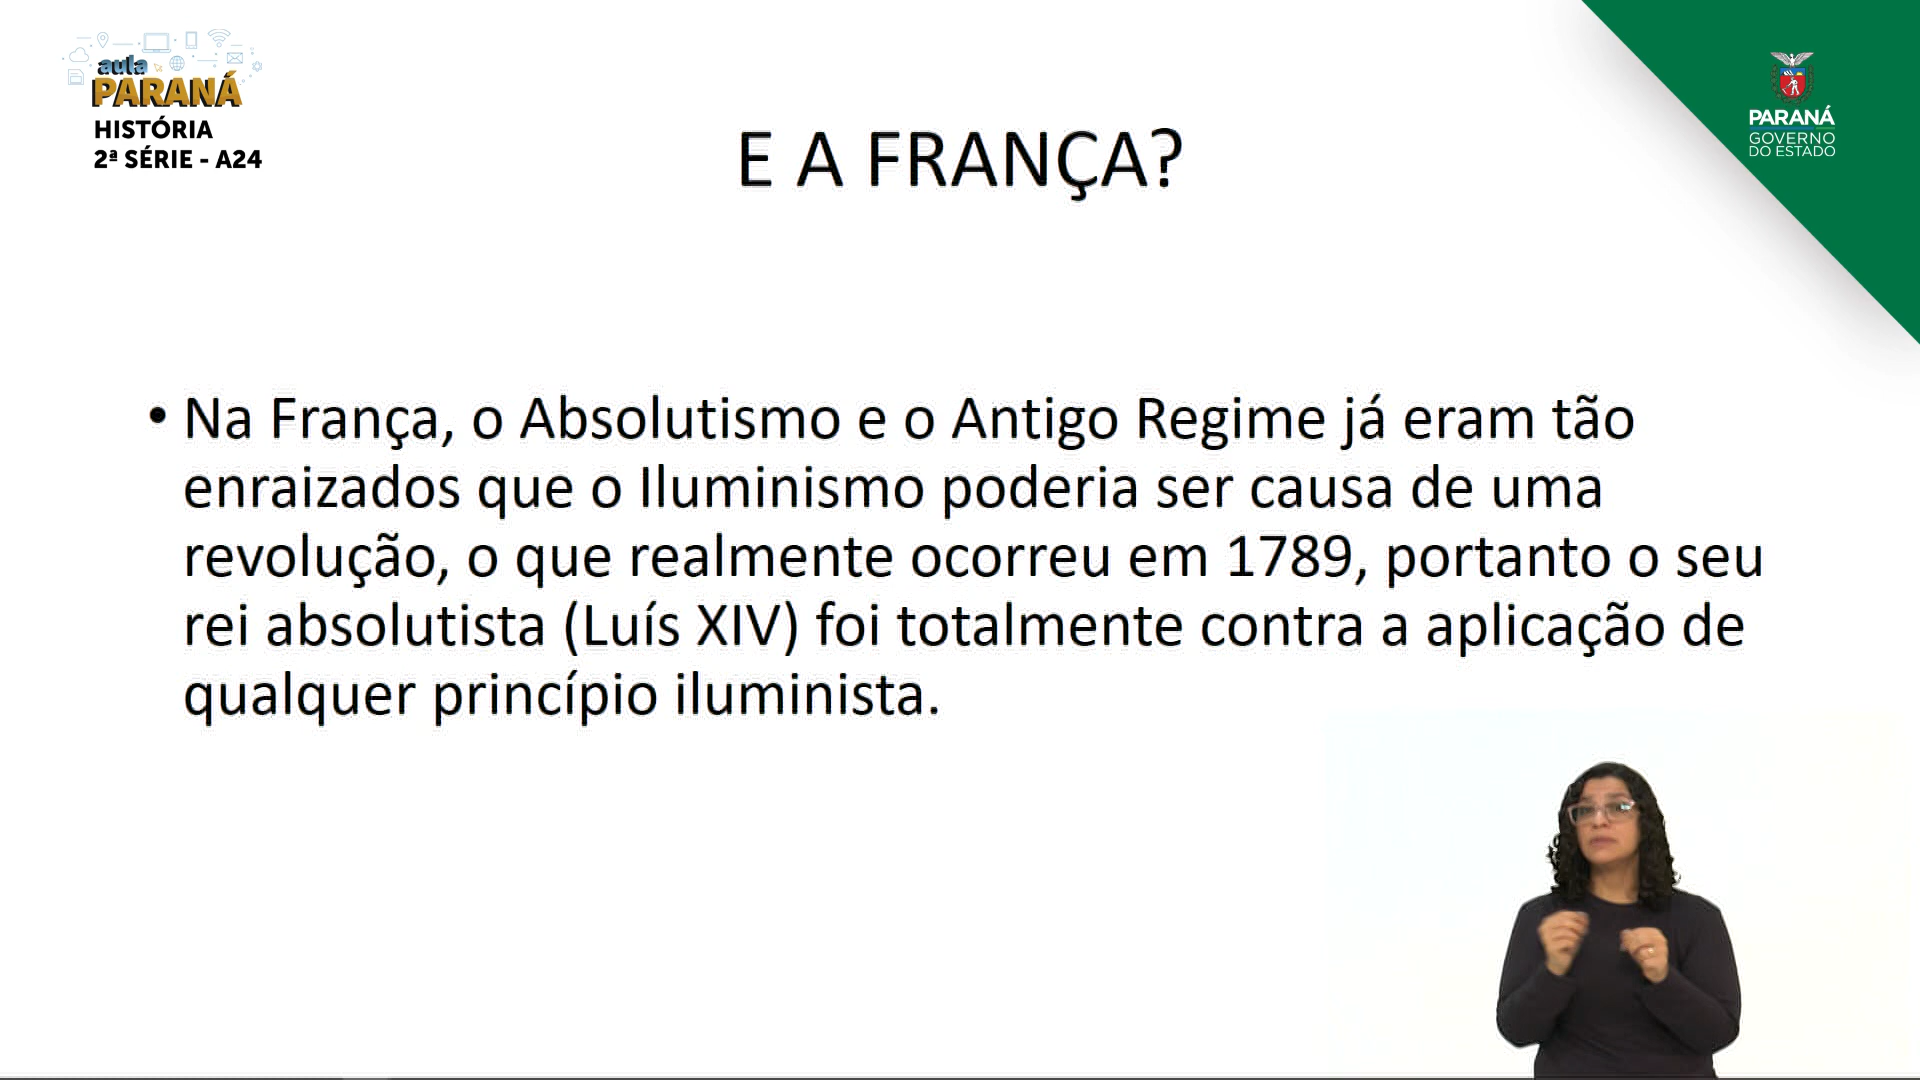 aula
PARANÁ
HISTÓRIA
2ª SÉRIE - A24
PARANÁ
GOVERNO
DO ESTADO
E A FRANÇA?
• Na França, o Absolutismo e o Antigo Regime já eram tão
enraizados que o Iluminismo poderia ser causa de uma
revolução, o que realmente ocorreu em 1789, portanto o seu
rei absolutista (Luís XIV) foi totalmente contra a aplicação de
qualquer princípio iluminista.